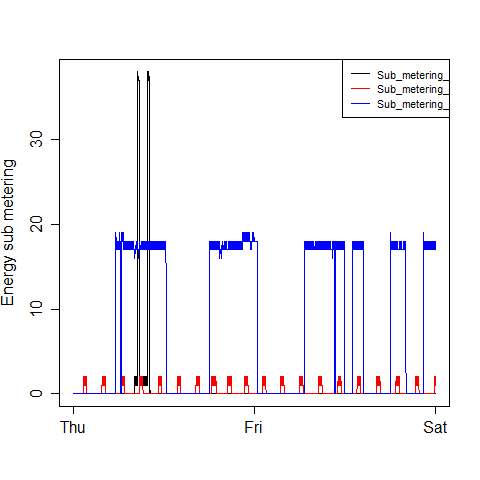 Sub_metering_
Sub_metering_
Sub_metering_
Energy sub metering
30
20
10
0
Thu Fri Sat